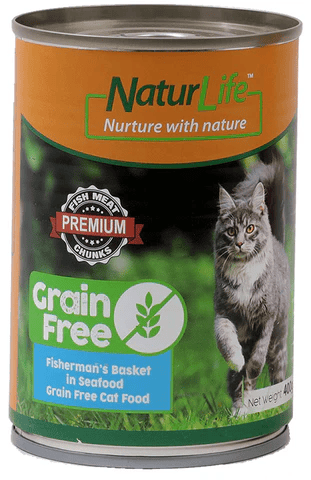 NaturLife™
Nurture with nature
FISH MEAT
PREMIUM
CHUNKS
Grain
Free
Fisherman's Basket
in Seafood
Grain Free Cat Food
Net Weight 400